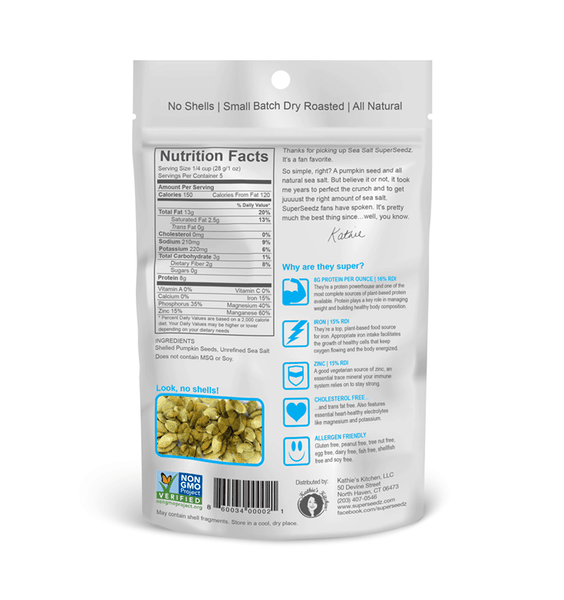 No Shells | Small Batch Dry Roasted | All Natural
Nutrition Facts
Serving Size 1/4 cup (28 g/1 oz)
Servings Per Container 5
Amount Per Serving
Calories 150 Calories From Fat 120
% Daily Value*
Total Fat 13g 20%
Saturated Fat 2.5g 13%
Trans Fat 0g
Cholesterol 0mg 0%
Sodium 210mg 9%
Potassium 220mg 6%
Total Carbohydrate 3g 1%
Dietary Fiber 2g 8%
Sugars 0g
Protein 8g
Vitamin A 0% Vitamin C 0%
Calcium 0% Iron 15%
Phosphorus 35% Magnesium 40%
Zinc 15% Manganese 60%
* Percent Daily Values are based on a 2,000 calorie
diet. Your Daily Values may be higher or lower
depending on your dietary needs.
INGREDIENTS
Shelled Pumpkin Seeds, Unrefined Sea Salt
Does not contain MSG or Soy.
Look, no shells!
NON
GMO
Project
VERIFIED
nongmoproject.org
8 60034 00002 1
May contain shell fragments. Store in a cool, dry place.
Thanks for picking up Sea Salt SuperSeedz.
It's a fan favorite.
So simple, right? A pumpkin seed and all
natural sea salt. But believe it or not, it took
me years to perfect the crunch and to get
juuuust the right amount of sea salt.
SuperSeedz fans have spoken. It's pretty
much the best thing since...well, you know.
Kathie
Why are they super?
8G PROTEIN PER OUNCE | 16% RDI
They're a protein powerhouse and one of the
most complete sources of plant-based protein
available. Protein plays a key role in managing
weight and building healthy body composition.
IRON | 15% RDI
They're a top, plant-based food source
for iron. Appropriate iron intake facilitates
the growth of healthy cells that keep
oxygen flowing and the body energized.
ZINC | 15% RDI
A good vegetarian source of zinc, an
essential trace mineral your immune
system relies on to stay strong.
CHOLESTEROL FREE...
...and trans fat free. Also features
essential heart-healthy electrolytes
like magnesium and potassium.
ALLERGEN FRIENDLY
Gluten free, peanut free, tree nut free,
egg free, dairy free, fish free, shellfish
free and soy free.
Distributed by:
Kathie's Kitchen
Kathie's Kitchen, LLC
50 Devine Street
North Haven, CT 06473
(203) 407-0546
www.superseedz.com
facebook.com/superseedz